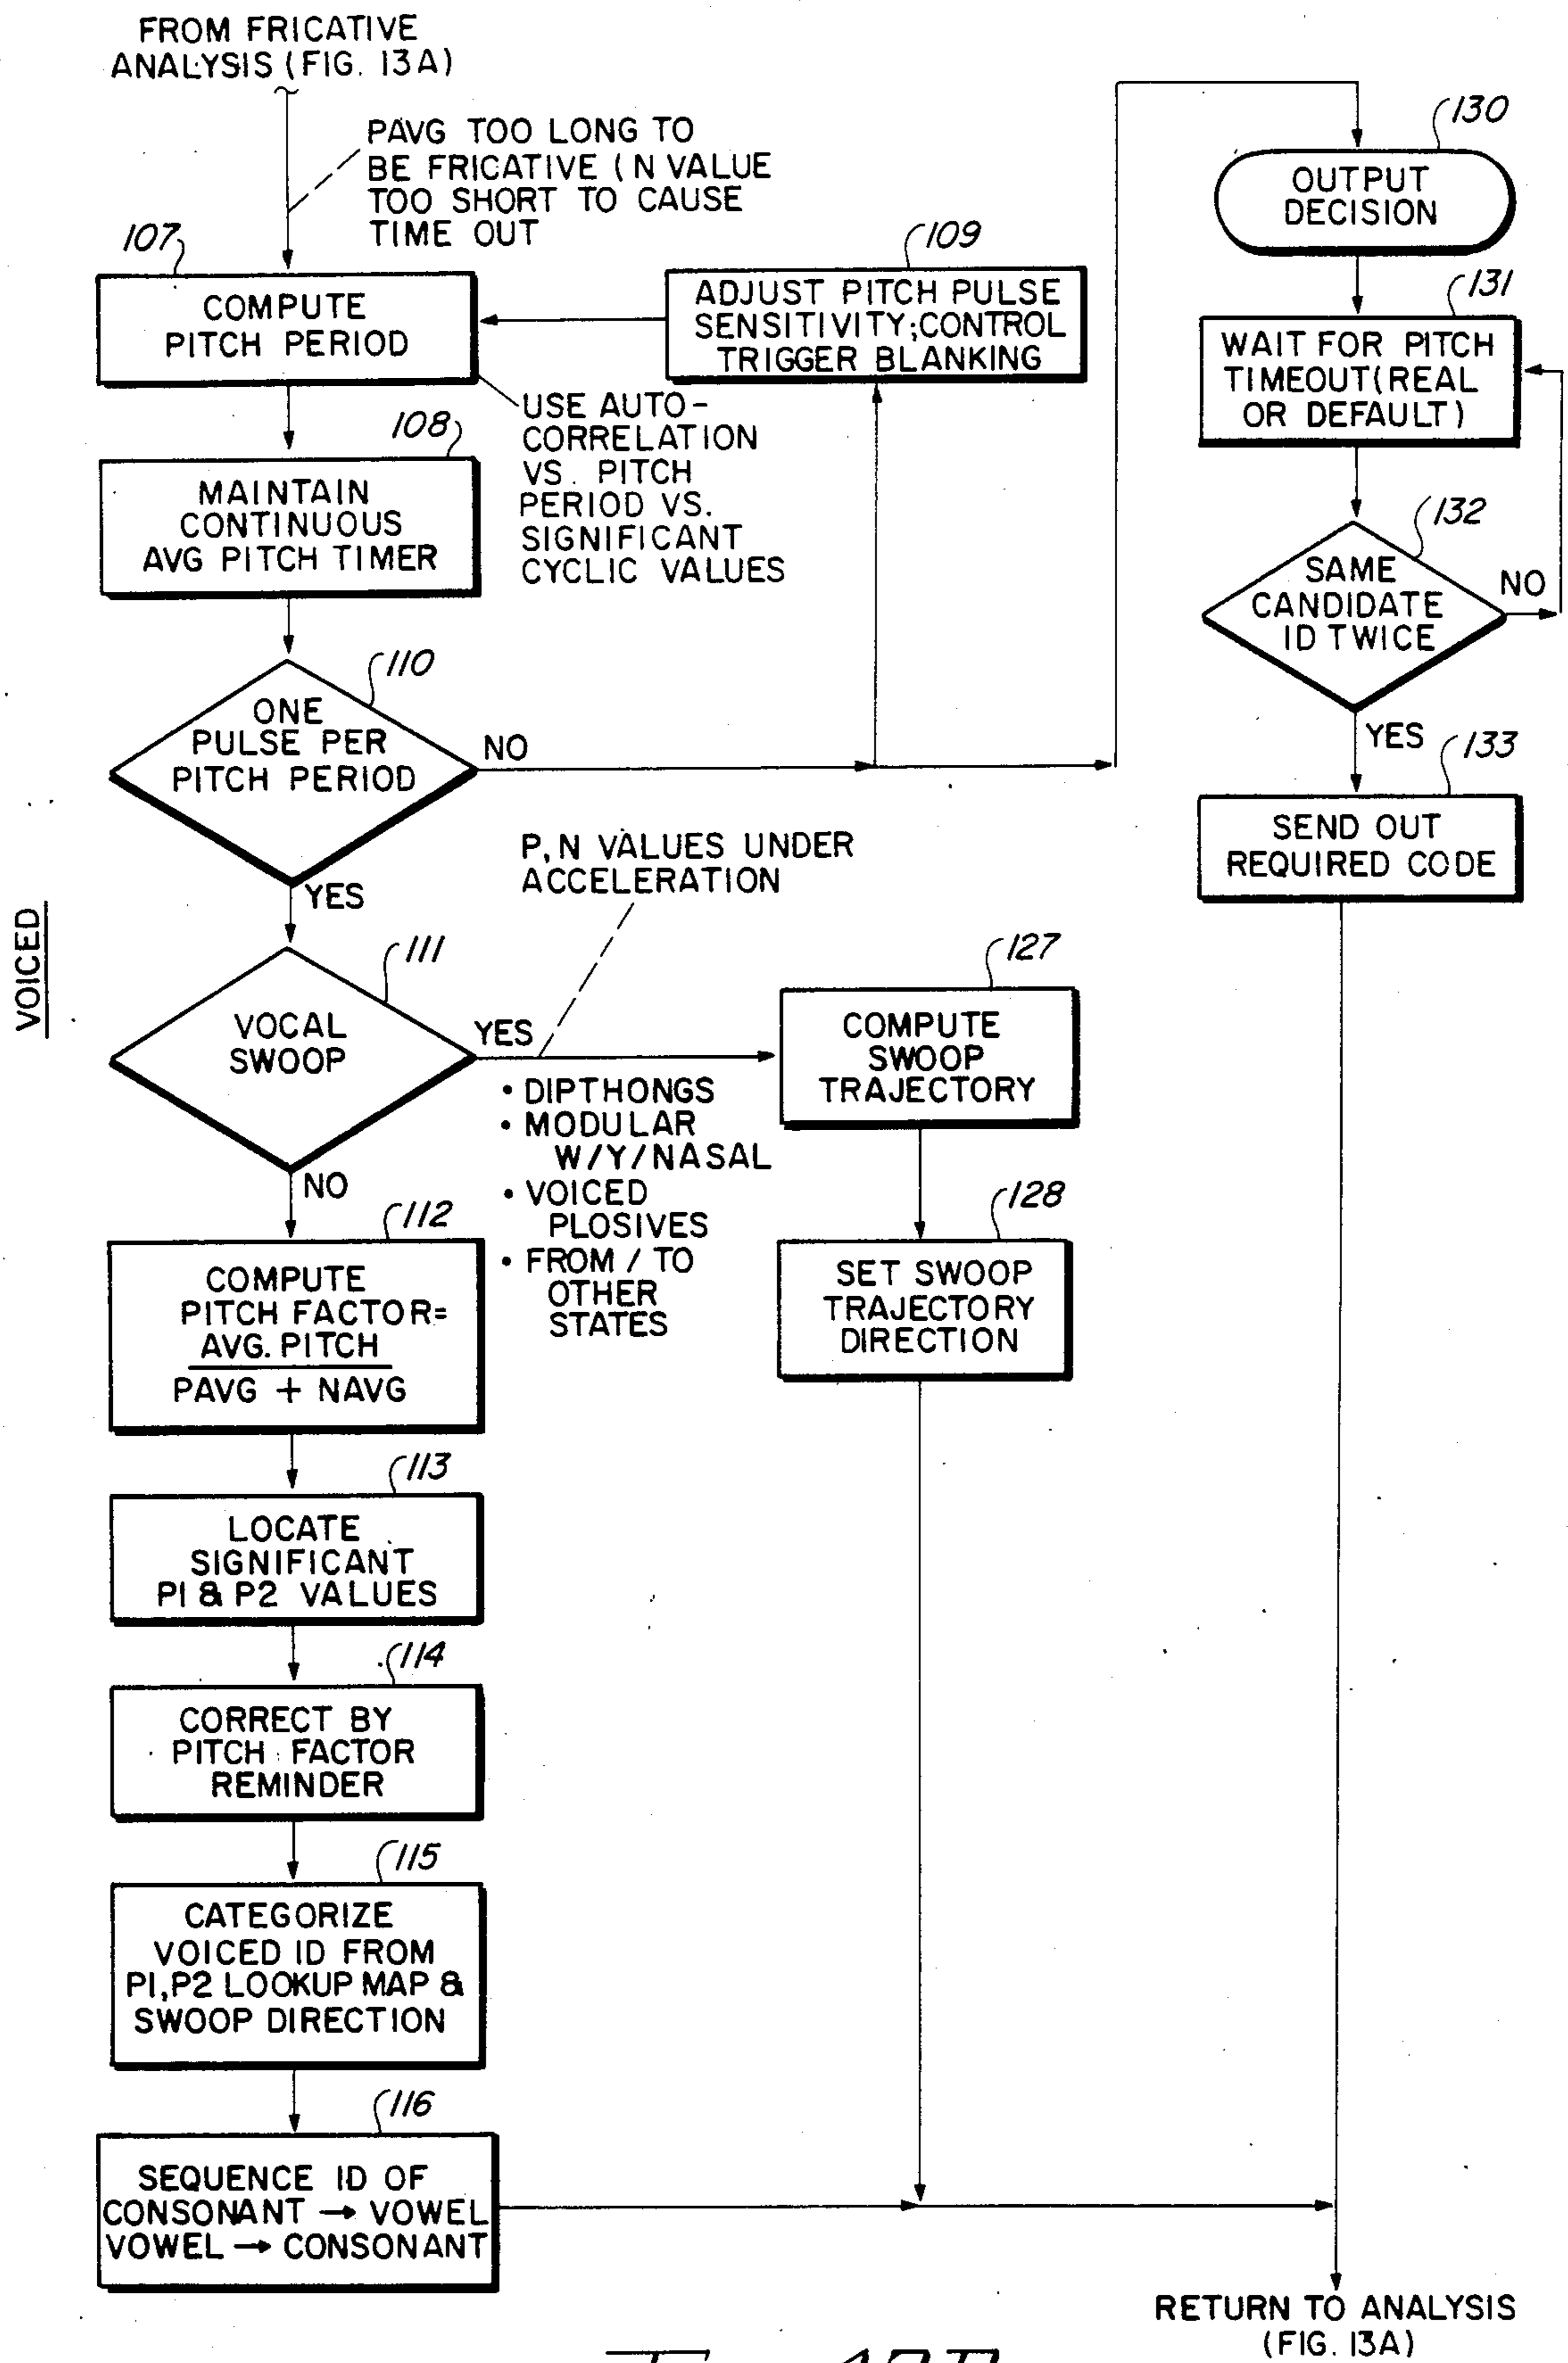 FROM FRICATIVE
ANALYSIS (FIG. 13A)
PAVG TOO LONG TO
BE FRICATIVE (N VALUE
TOO SHORT TO CAUSE
TIME OUT
107
COMPUTE
PITCH PERIOD
109
ADJUST PITCH PULSE
SENSITIVITY;CONTROL
TRIGGER BLANKING
USE AUTO-
CORRELATION
VS. PITCH
PERIOD VS.
SIGNIFICANT
CYCLIC VALUES
108
MAINTAIN
CONTINUOUS
AVG PITCH TIMER
110
ONE
PULSE PER
PITCH PERIOD
NO
YES
VOICED
P, N VALUES UNDER
ACCELERATION
111
VOCAL
SWOOP
YES
NO
• DIPTHONGS
• MODULAR
W/Y/NASAL
• VOICED
PLOSIVES
• FROM / TO
OTHER
STATES
127
COMPUTE
SWOOP
TRAJECTORY
128
SET SWOOP
TRAJECTORY
DIRECTION
112
COMPUTE
PITCH FACTOR=
AVG. PITCH
PAVG + NAVG
113
LOCATE
SIGNIFICANT
P1 & P2 VALUES
114
CORRECT BY
PITCH FACTOR
REMINDER
115
CATEGORIZE
VOICED ID FROM
P1,P2 LOOKUP MAP &
SWOOP DIRECTION
116
SEQUENCE ID OF
CONSONANT → VOWEL
VOWEL → CONSONANT
130
OUTPUT
DECISION
131
WAIT FOR PITCH
TIMEOUT(REAL
OR DEFAULT)
132
SAME
CANDIDATE
ID TWICE
NO
YES
133
SEND OUT
REQUIRED CODE
RETURN TO ANALYSIS
(FIG. 13A)